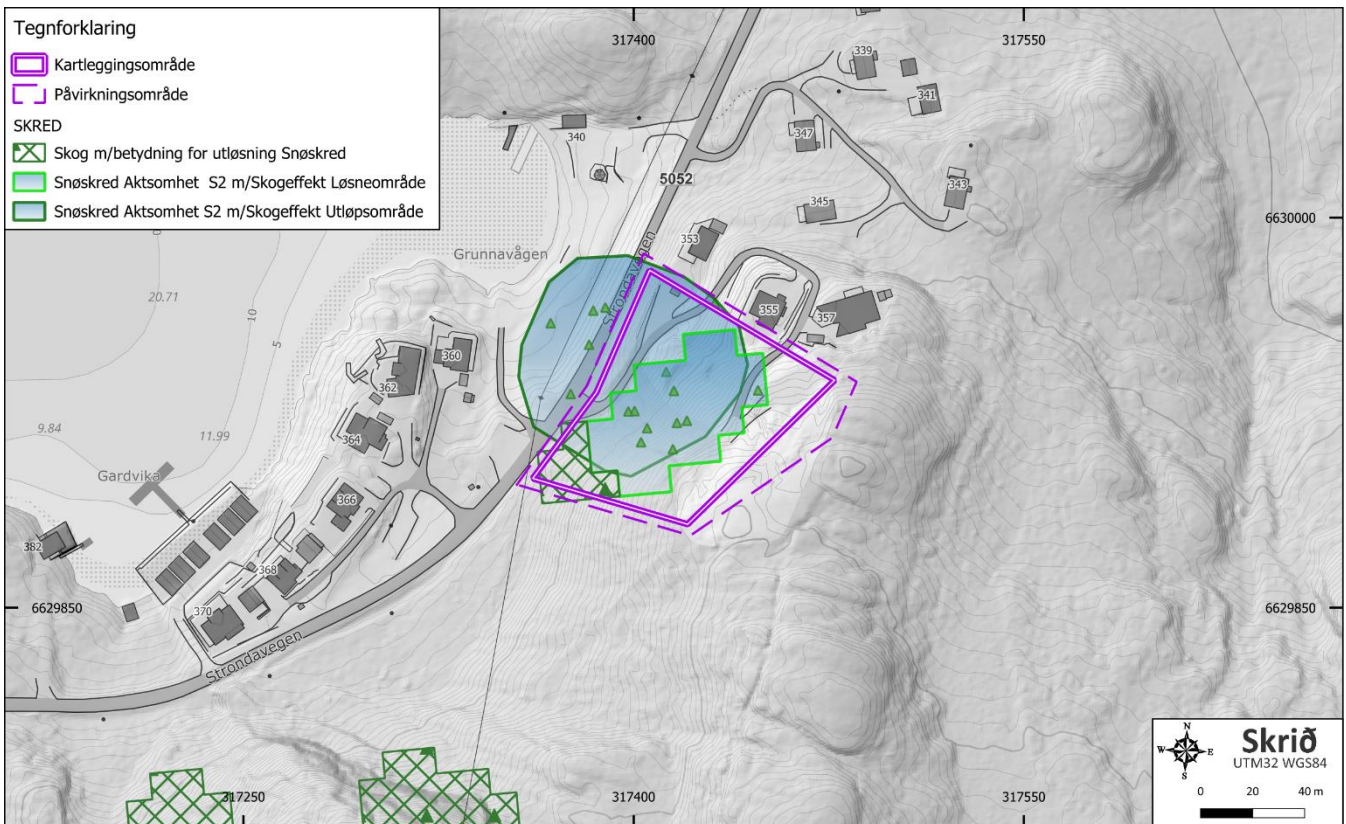 Tegnforklaring
Kartleggingsområde
Påvirkningsområde
SKRED
Skog m/betydning for utløsning Snøskred
Snøskred Aktsomhet S2 m/Skogeffekt Løsneområde
Snøskred Aktsomhet S2 m/Skogeffekt Utløpsområde
317400
317550
339
341
340
347
5052
343
345
6630000
353
Grunnavågen
Strondavegen
20.71
10
5
355
357
360
362
9.84
11.99
364
Gardvika
366
382
368
370
6629850
6629850
Strondavegen
317250
317400
317550
N
W
E
S
Skrið
UTM32 WGS84
0 20 40 m